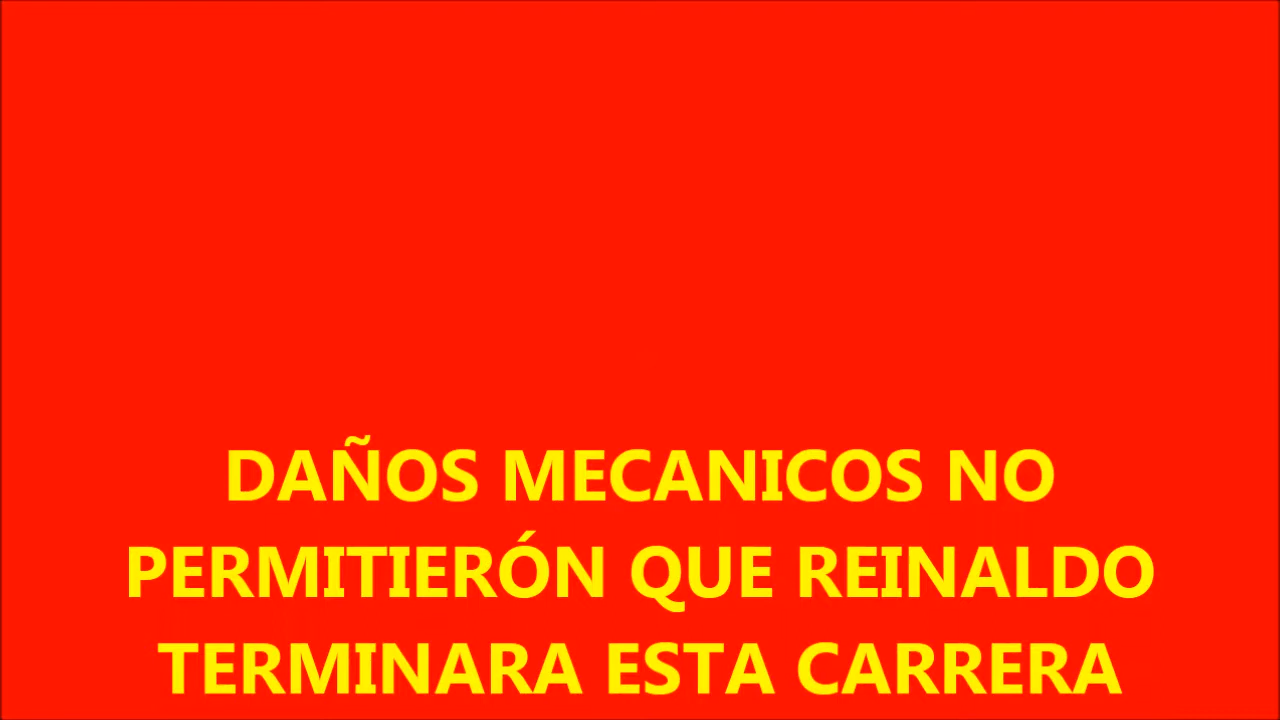 DAÑOS MECANICOS NO
PERMITIERÓN QUE REINALDO
TERMINARA ESTA CARRERA